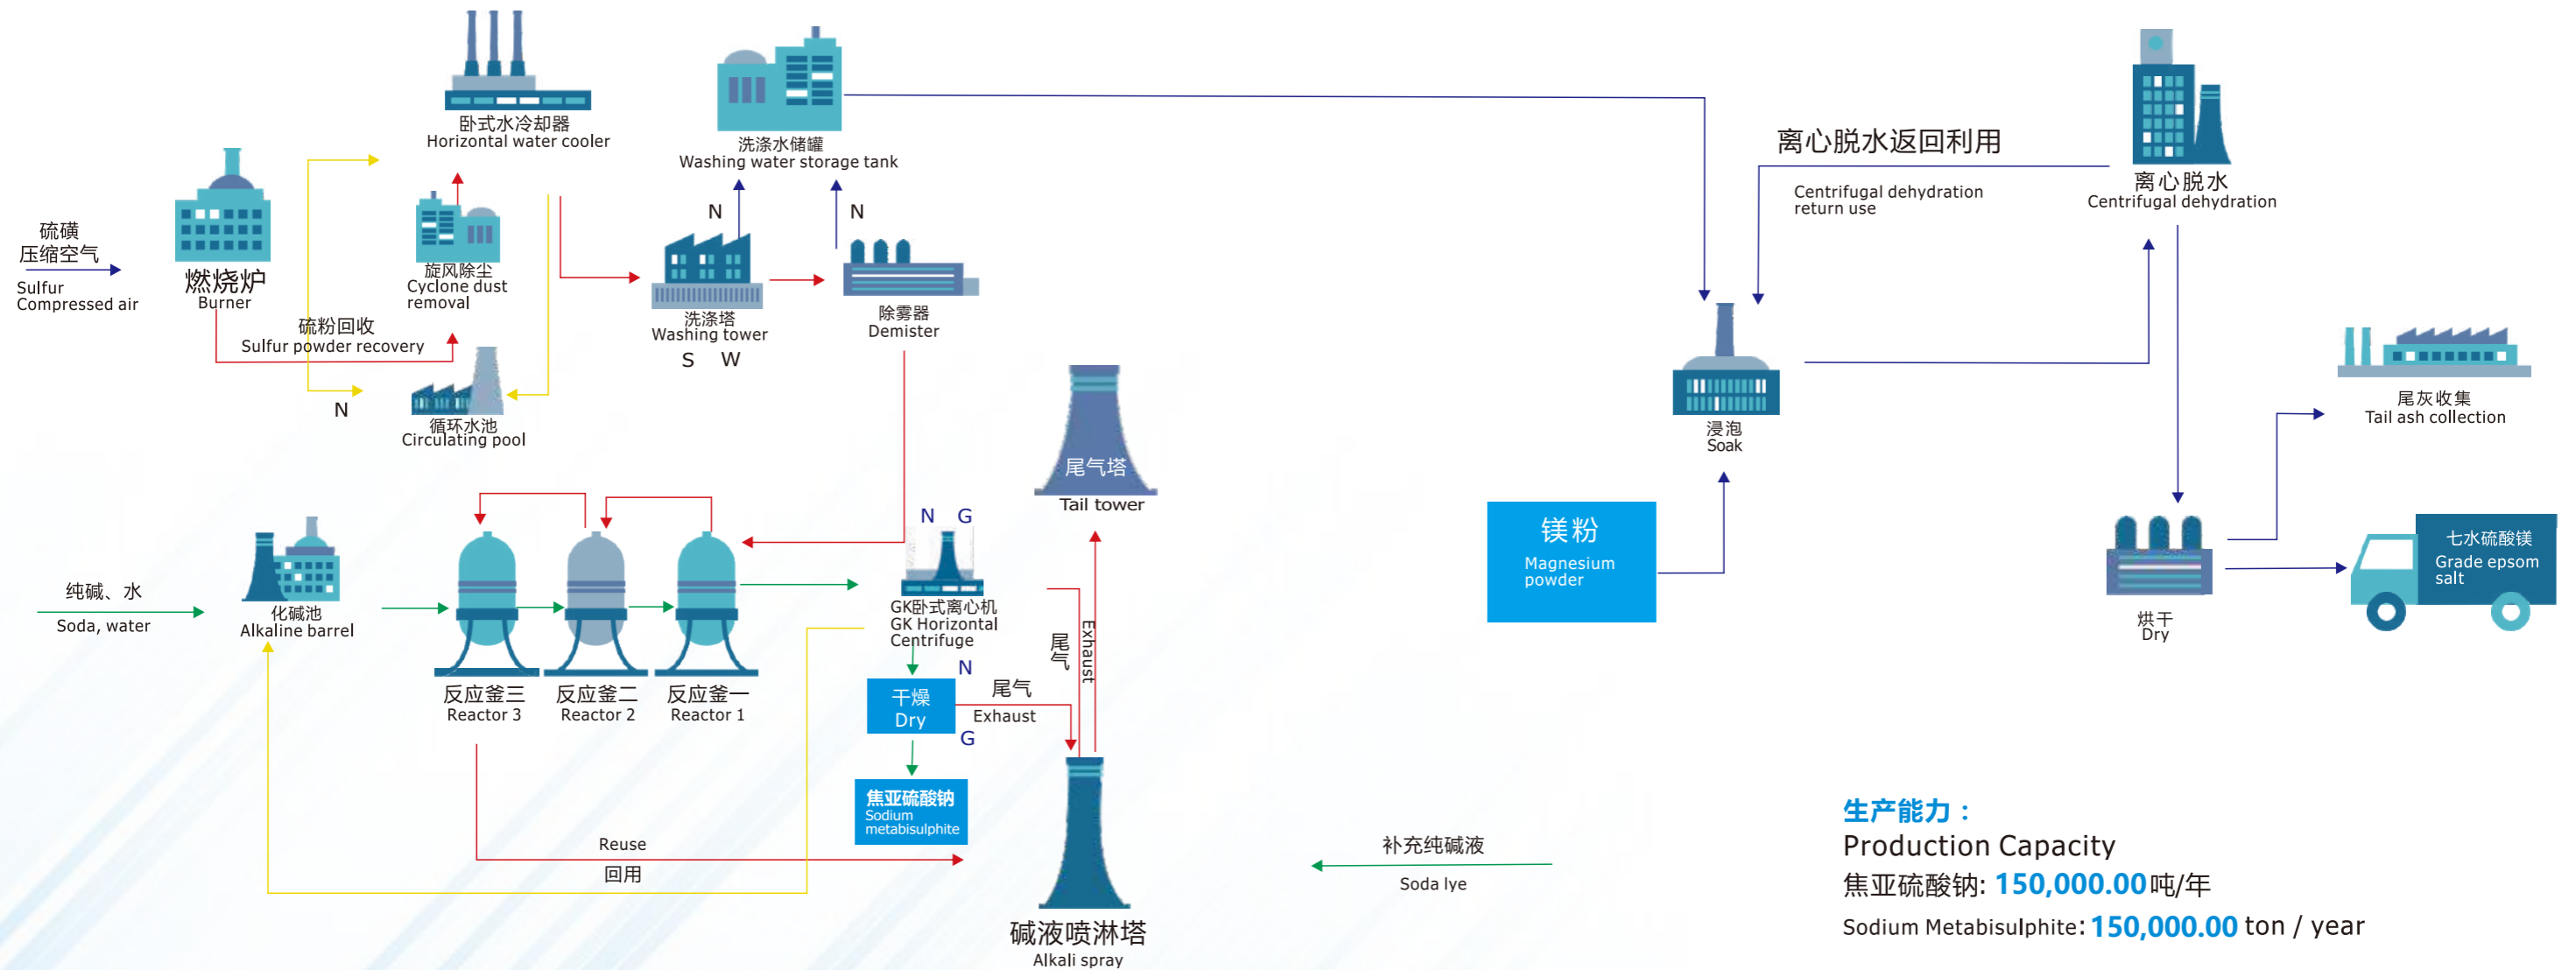 硫磺
压缩空气
Sulfur
Compressed air
燃烧炉
Burner
硫粉回收
Sulfur powder recovery
卧式水冷却器
Horizontal water cooler
旋风除尘
Cyclone dust
removal
N
循环水池
Circulating pool
洗涤水储罐
Washing water storage tank
N
N
洗涤塔
Washing tower
S W
除雾器
Demister
纯碱、水
Soda, water
化碱池
Alkaline barrel
反应釜三
Reactor 3
反应釜二
Reactor 2
反应釜一
Reactor 1
N G
GK卧式离心机
GK Horizontal
Centrifuge
N
干燥
Dry
G
尾气
Exhaust
焦亚硫酸钠
Sodium
metabisulphite
Reuse
回用
尾气塔
Tail tower
尾气
Exhaust
碱液喷淋塔
Alkali spray
补充纯碱液
Soda lye
离心脱水返回利用
Centrifugal dehydration
return use
离心脱水
Centrifugal dehydration
浸泡
Soak
镁粉
Magnesium
powder
尾灰收集
Tail ash collection
烘干
Dry
七水硫酸镁
Grade epsom
salt
生产能力：
Production Capacity
焦亚硫酸钠: 150,000.00吨/年
Sodium Metabisulphite: 150,000.00 ton / year